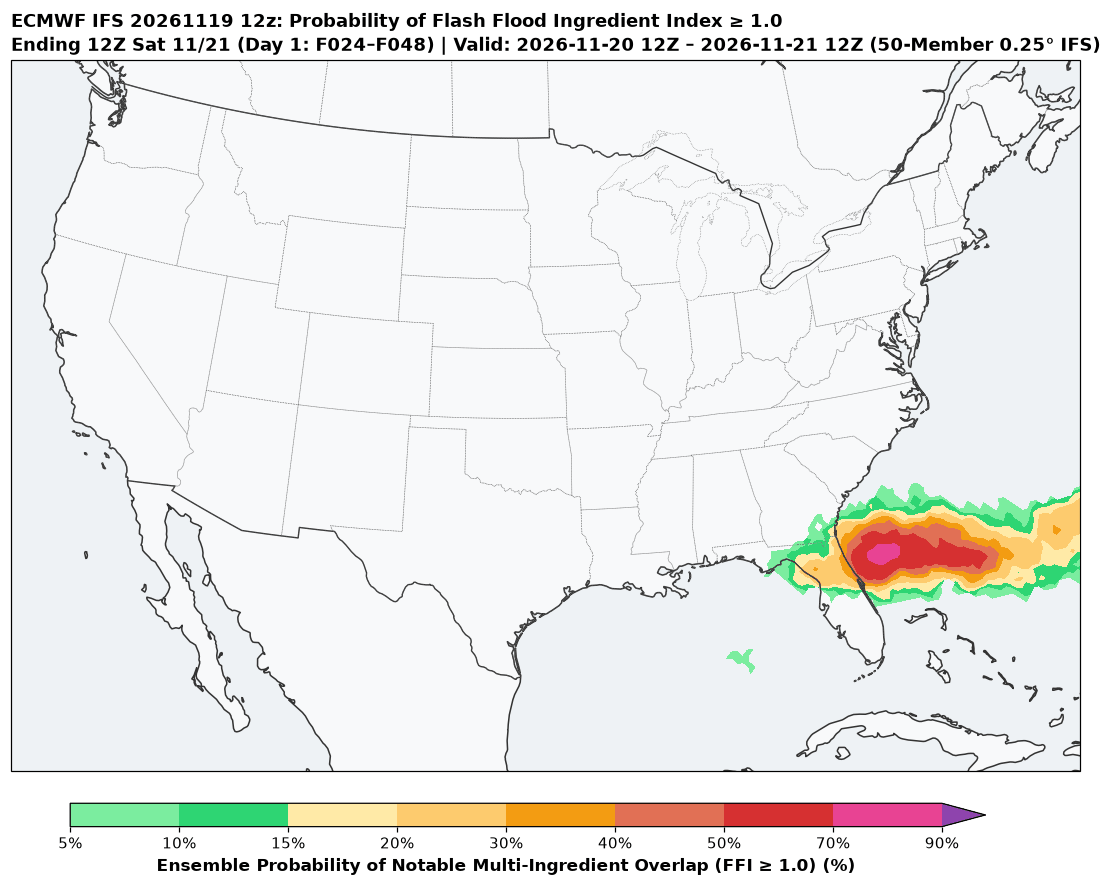 ECMWF IFS 20261119 12z: Probability of Flash Flood Ingredient Index ≥ 1.0
Ending 12Z Sat 11/21 (Day 1: F024–F048) | Valid: 2026-11-20 12Z – 2026-11-21 12Z (50-Member 0.25° IFS)
5% 10% 15% 20% 30% 40% 50% 70% 90%
Ensemble Probability of Notable Multi-Ingredient Overlap (FFI ≥ 1.0) (%)